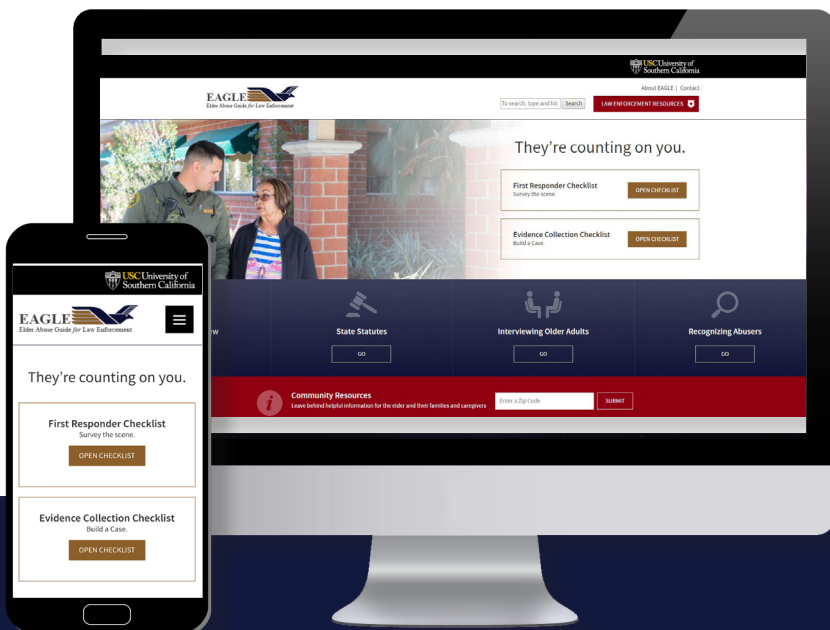 USC University of
Southern California
About EAGLE | Contact
EAGLE
Elder Abuse Guide for Law Enforcement
To search, type and hit
Search
LAW ENFORCEMENT RESOURCES
They're counting on you.
First Responder Checklist
Survey the scene.
OPEN CHECKLIST
Evidence Collection Checklist
Build a Case.
OPEN CHECKLIST
State Statutes
GO
Interviewing Older Adults
GO
Recognizing Abusers
GO
i
Community Resources
Leave behind helpful information for the elder and their families and caregivers
Enter a Zip Code
SUBMIT
USC University of
Southern California
EAGLE
Elder Abuse Guide for Law Enforcement
They're counting on you.
First Responder Checklist
Survey the scene.
OPEN CHECKLIST
Evidence Collection Checklist
Build a Case.
OPEN CHECKLIST